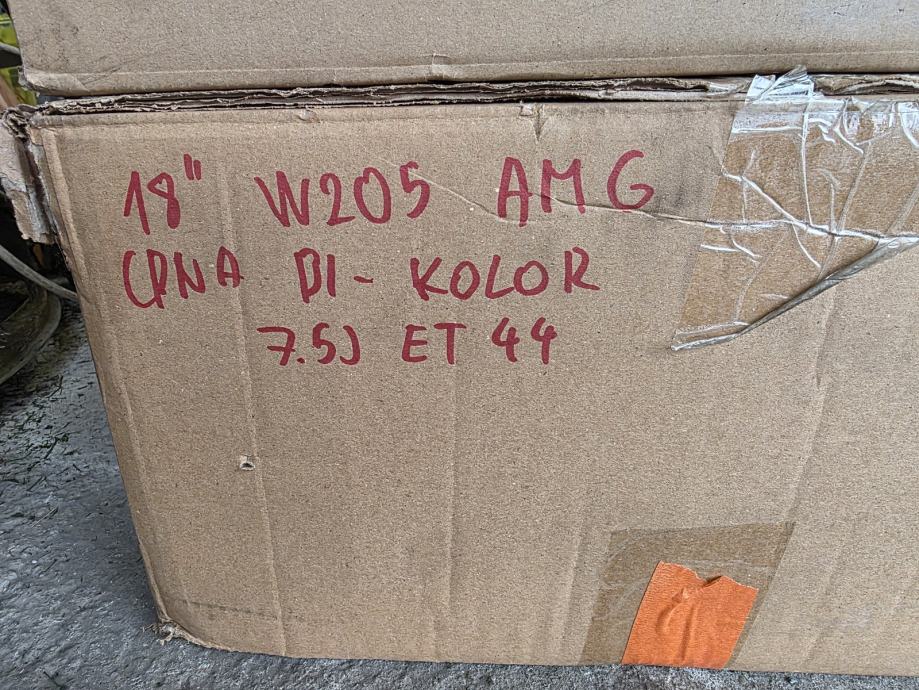 18" W205 AMG
CRNA BI-KOLOR
7.5J ET 44